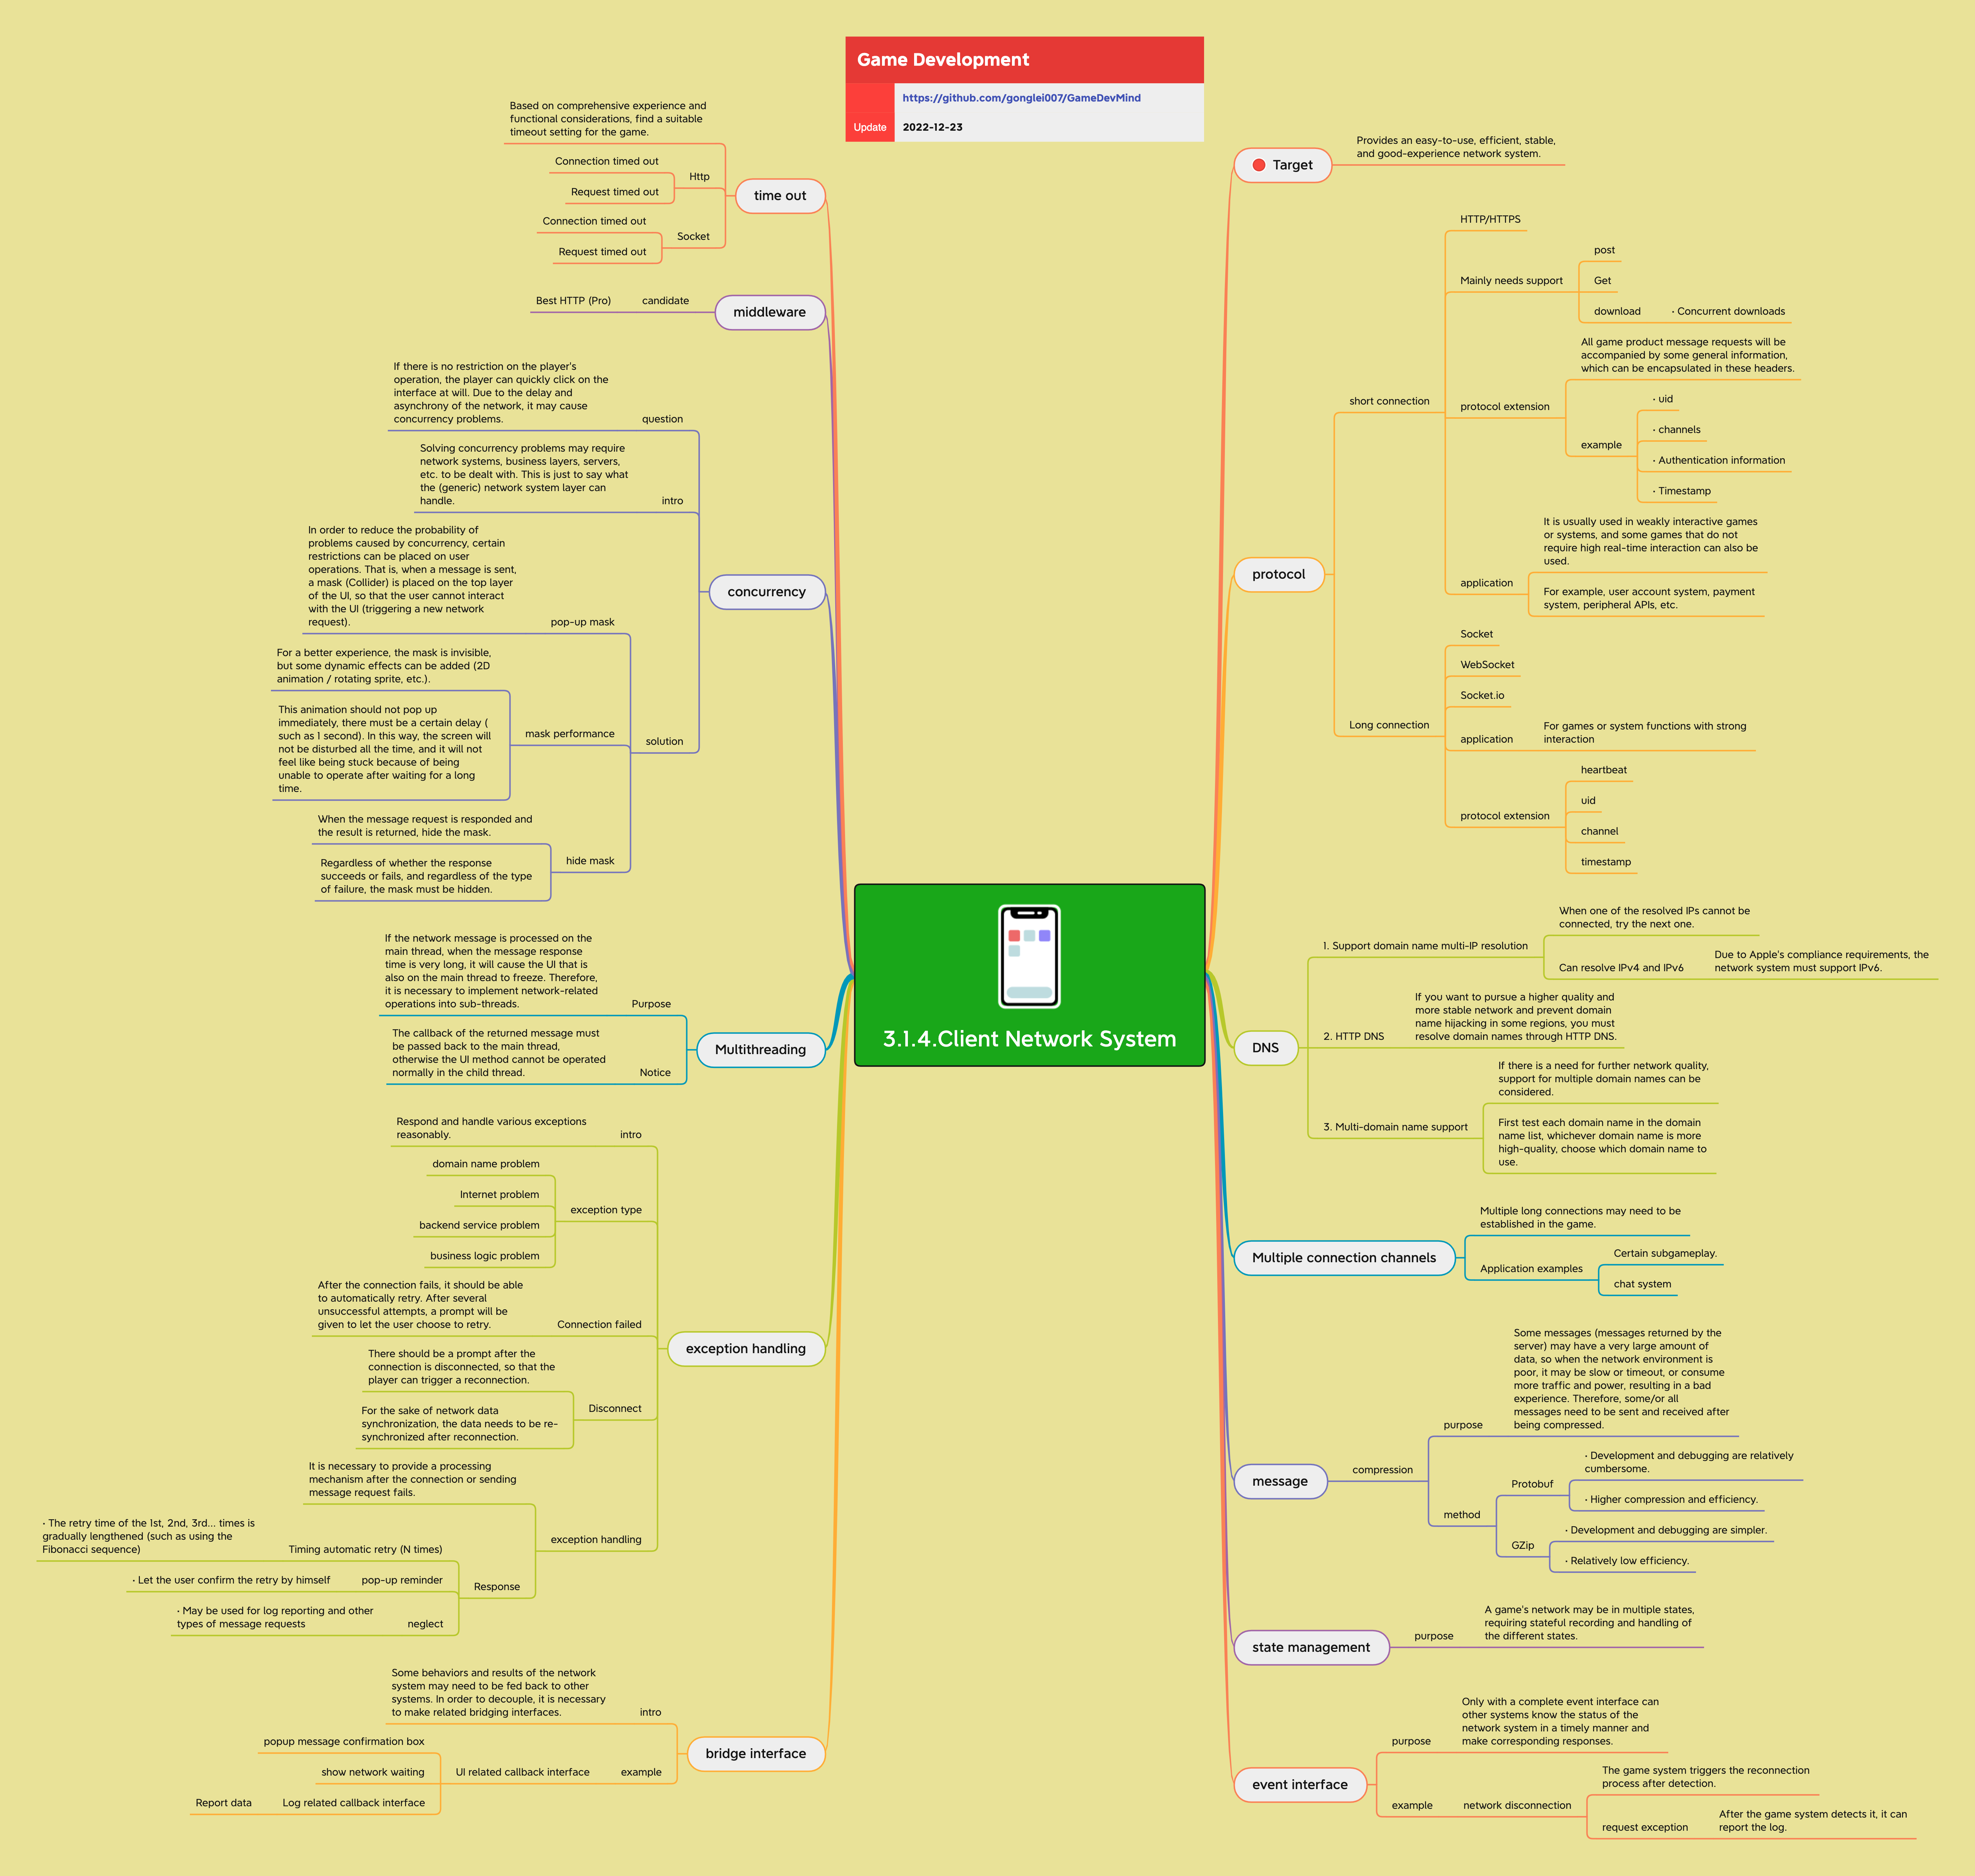 Game Development
https://github.com/gonglei007/GameDevMind
Update
2022-12-23
3.1.4.Client Network System
Target
Provides an easy-to-use, efficient, stable,
and good-experience network system.
protocol
short connection
HTTP/HTTPS
Mainly needs support
post
Get
download
· Concurrent downloads
protocol extension
All game product message requests will be
accompanied by some general information,
which can be encapsulated in these headers.
example
· uid
· channels
· Authentication information
· Timestamp
application
It is usually used in weakly interactive games
or systems, and some games that do not
require high real-time interaction can also be
used.
For example, user account system, payment
system, peripheral APIs, etc.
Long connection
Socket
WebSocket
Socket.io
application
For games or system functions with strong
interaction
protocol extension
heartbeat
uid
channel
timestamp
DNS
1. Support domain name multi-IP resolution
When one of the resolved IPs cannot be
connected, try the next one.
Can resolve IPv4 and IPv6
Due to Apple's compliance requirements, the
network system must support IPv6.
2. HTTP DNS
If you want to pursue a higher quality and
more stable network and prevent domain
name hijacking in some regions, you must
resolve domain names through HTTP DNS.
3. Multi-domain name support
If there is a need for further network quality,
support for multiple domain names can be
considered.
First test each domain name in the domain
name list, whichever domain name is more
high-quality, choose which domain name to
use.
Multiple connection channels
Multiple long connections may need to be
established in the game.
Application examples
Certain subgameplay.
chat system
message
compression
purpose
Some messages (messages returned by the
server) may have a very large amount of
data, so when the network environment is
poor, it may be slow or timeout, or consume
more traffic and power, resulting in a bad
experience. Therefore, some/or all
messages need to be sent and received after
being compressed.
method
Protobuf
· Development and debugging are relatively
cumbersome.
· Higher compression and efficiency.
GZip
· Development and debugging are simpler.
· Relatively low efficiency.
state management
purpose
A game's network may be in multiple states,
requiring stateful recording and handling of
the different states.
event interface
purpose
Only with a complete event interface can
other systems know the status of the
network system in a timely manner and
make corresponding responses.
example
network disconnection
The game system triggers the reconnection
process after detection.
request exception
After the game system detects it, it can
report the log.
time out
Based on comprehensive experience and
functional considerations, find a suitable
timeout setting for the game.
Http
Connection timed out
Request timed out
Socket
Connection timed out
Request timed out
middleware
candidate
Best HTTP (Pro)
concurrency
question
If there is no restriction on the player's
operation, the player can quickly click on the
interface at will. Due to the delay and
asynchrony of the network, it may cause
concurrency problems.
intro
Solving concurrency problems may require
network systems, business layers, servers,
etc. to be dealt with. This is just to say what
the (generic) network system layer can
handle.
solution
pop-up mask
In order to reduce the probability of
problems caused by concurrency, certain
restrictions can be placed on user
operations. That is, when a message is sent,
a mask (Collider) is placed on the top layer
of the UI, so that the user cannot interact
with the UI (triggering a new network
request).
mask performance
For a better experience, the mask is invisible,
but some dynamic effects can be added (2D
animation / rotating sprite, etc.).
This animation should not pop up
immediately, there must be a certain delay (
such as 1 second). In this way, the screen will
not be disturbed all the time, and it will not
feel like being stuck because of being
unable to operate after waiting for a long
time.
hide mask
When the message request is responded and
the result is returned, hide the mask.
Regardless of whether the response
succeeds or fails, and regardless of the type
of failure, the mask must be hidden.
Multithreading
Purpose
If the network message is processed on the
main thread, when the message response
time is very long, it will cause the UI that is
also on the main thread to freeze. Therefore,
it is necessary to implement network-related
operations into sub-threads.
Notice
The callback of the returned message must
be passed back to the main thread,
otherwise the UI method cannot be operated
normally in the child thread.
exception handling
intro
Respond and handle various exceptions
reasonably.
exception type
domain name problem
Internet problem
backend service problem
business logic problem
Connection failed
After the connection fails, it should be able
to automatically retry. After several
unsuccessful attempts, a prompt will be
given to let the user choose to retry.
Disconnect
There should be a prompt after the
connection is disconnected, so that the
player can trigger a reconnection.
For the sake of network data
synchronization, the data needs to be re-
synchronized after reconnection.
exception handling
It is necessary to provide a processing
mechanism after the connection or sending
message request fails.
Response
Timing automatic retry (N times)
· The retry time of the 1st, 2nd, 3rd... times is
gradually lengthened (such as using the
Fibonacci sequence)
pop-up reminder
· Let the user confirm the retry by himself
neglect
· May be used for log reporting and other
types of message requests
bridge interface
intro
Some behaviors and results of the network
system may need to be fed back to other
systems. In order to decouple, it is necessary
to make related bridging interfaces.
example
UI related callback interface
popup message confirmation box
show network waiting
Log related callback interface
Report data